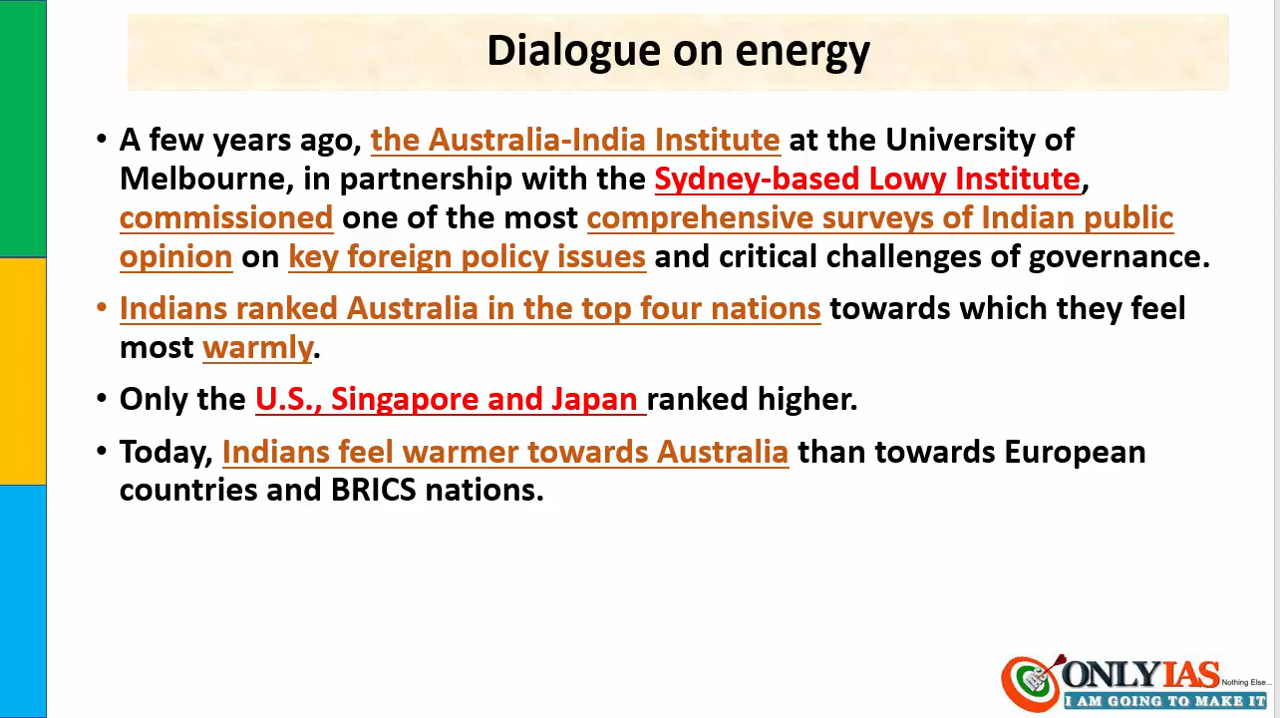 Dialogue on energy
• A few years ago, the Australia-India Institute at the University of
Melbourne, in partnership with the Sydney-based Lowy Institute,
commissioned one of the most comprehensive surveys of Indian public
opinion on key foreign policy issues and critical challenges of governance.
• Indians ranked Australia in the top four nations towards which they feel
most warmly.
• Only the U.S., Singapore and Japan ranked higher.
• Today, Indians feel warmer towards Australia than towards European
countries and BRICS nations.
ONLYIAS Nothing Else...
I AM GOING TO MAKE IT